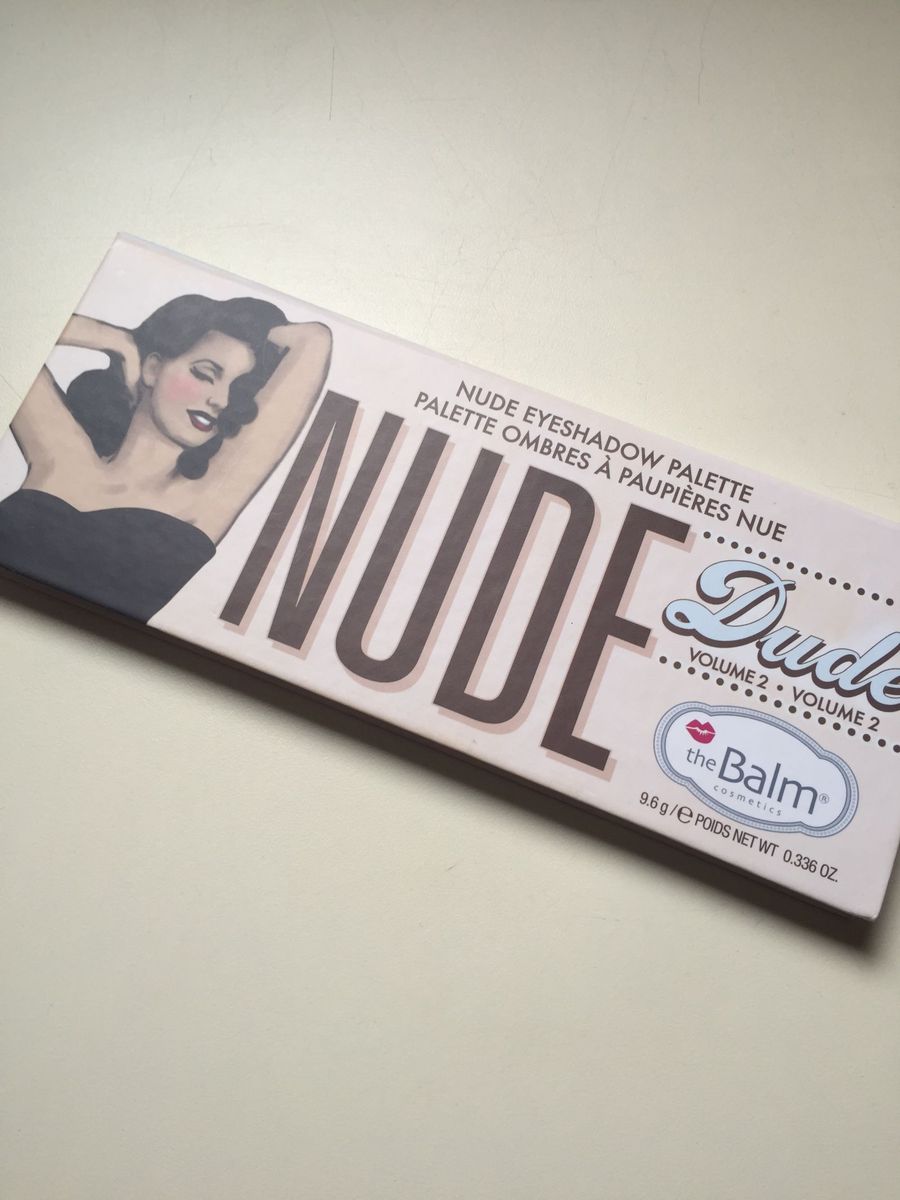 NUDE EYESHADOW PALETTE
PALETTE OMBRES À PAUPIÈRES NUE
NUDE
Dude
VOLUME 2 • VOLUME 2
theBalm®
cosmetics
9.6 g / ℮ POIDS NET WT 0.336 OZ.